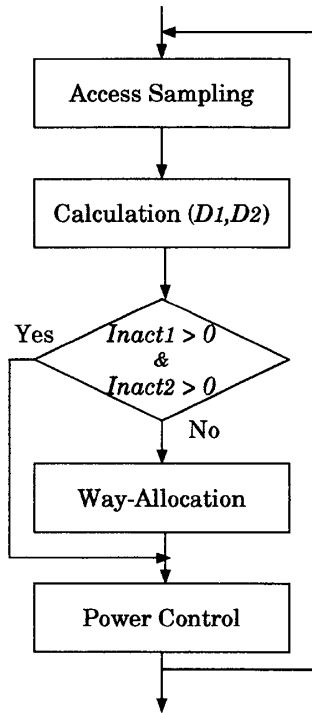 Access Sampling
Calculation (D1,D2)
Yes
Inact1 > 0
&
Inact2 > 0
No
Way-Allocation
Power Control